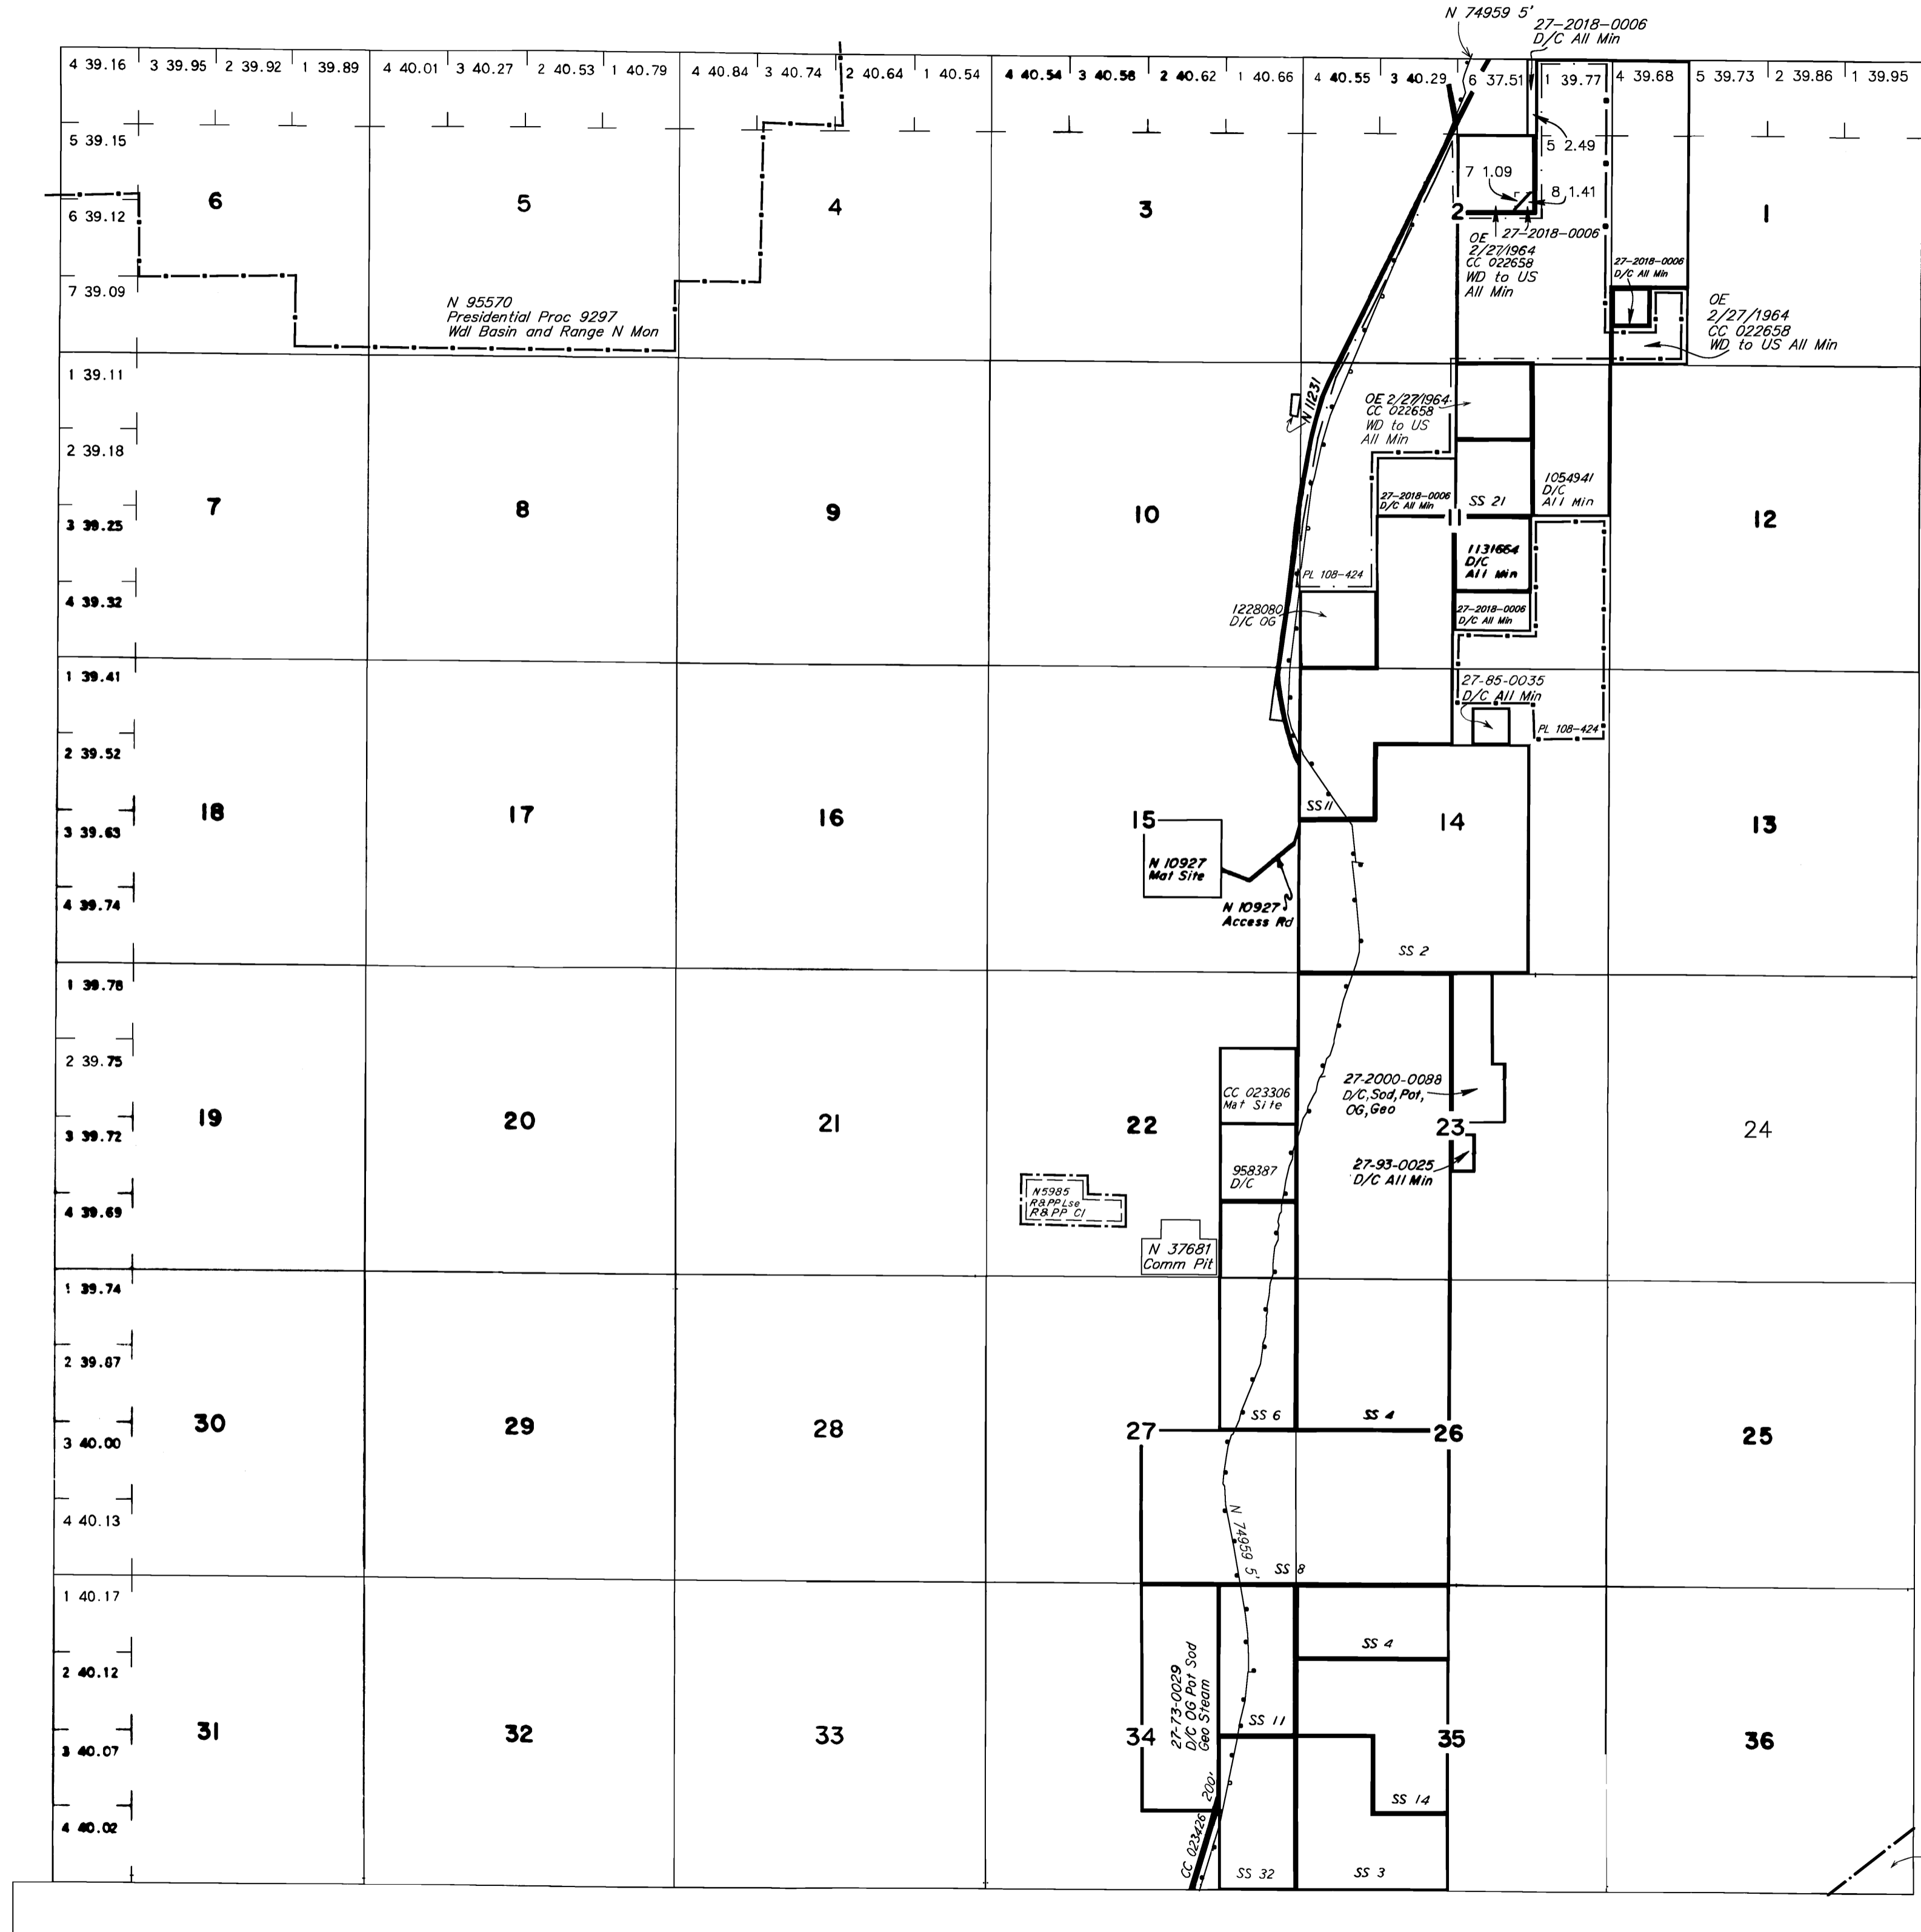 N 74959 5'
27-2018-0006
D/C All Min
4 39.16
3 39.95
2 39.92
1 39.89
4 40.01
3 40.27
2 40.53
1 40.79
4 40.84
3 40.74
2 40.64
1 40.54
4 40.54
3 40.58
2 40.62
1 40.66
4 40.55
3 40.29
6 37.51
1 39.77
4 39.68
5 39.73
2 39.86
1 39.95
5 39.15
5 2.49
7 1.09
8 1.41
6 39.12
6
5
4
3
2
1
27-2018-0006
OE
2/27/1964
CC 022658
WD to US
All Min
27-2018-0006
D/C All Min
7 39.09
N 95570
Presidential Proc 9297
Wdl Basin and Range N Mon
OE
2/27/1964
CC 022658
WD to US All Min
1 39.11
N 11231
OE 2/27/1964
CC 022658
WD to US
All Min
2 39.18
1054941
D/C
All Min
27-2018-0006
D/C All Min
SS 21
7
8
9
10
11
12
3 39.25
1131664
D/C
All Min
PL 108-424
4 39.32
1228080
D/C OG
27-2018-0006
D/C All Min
1 39.41
27-85-0035
D/C All Min
PL 108-424
2 39.52
SS 11
18
17
16
15
14
13
3 39.63
N 10927
Mat Site
4 39.74
N 10927
Access Rd
SS 2
1 39.78
2 39.75
CC 023306
Mat Site
27-2000-0088
D/C,Sod,Pot,
OG,Geo
19
20
21
22
23
24
3 39.72
958387
D/C
27-93-0025
D/C All Min
4 39.69
N5985
R&PP Lse
R&PP Cl
N 37681
Comm Pit
1 39.74
2 39.87
SS 6
SS 4
30
29
28
27
26
25
3 40.00
4 40.13
N 74959 5'
SS 8
1 40.17
SS 4
2 40.12
27-73-0029
D/C OG Pot Sod
Geo Steam
SS 11
31
32
33
34
35
36
3 40.07
SS 14
4 40.02
CC 023426 200'
SS 32
SS 3